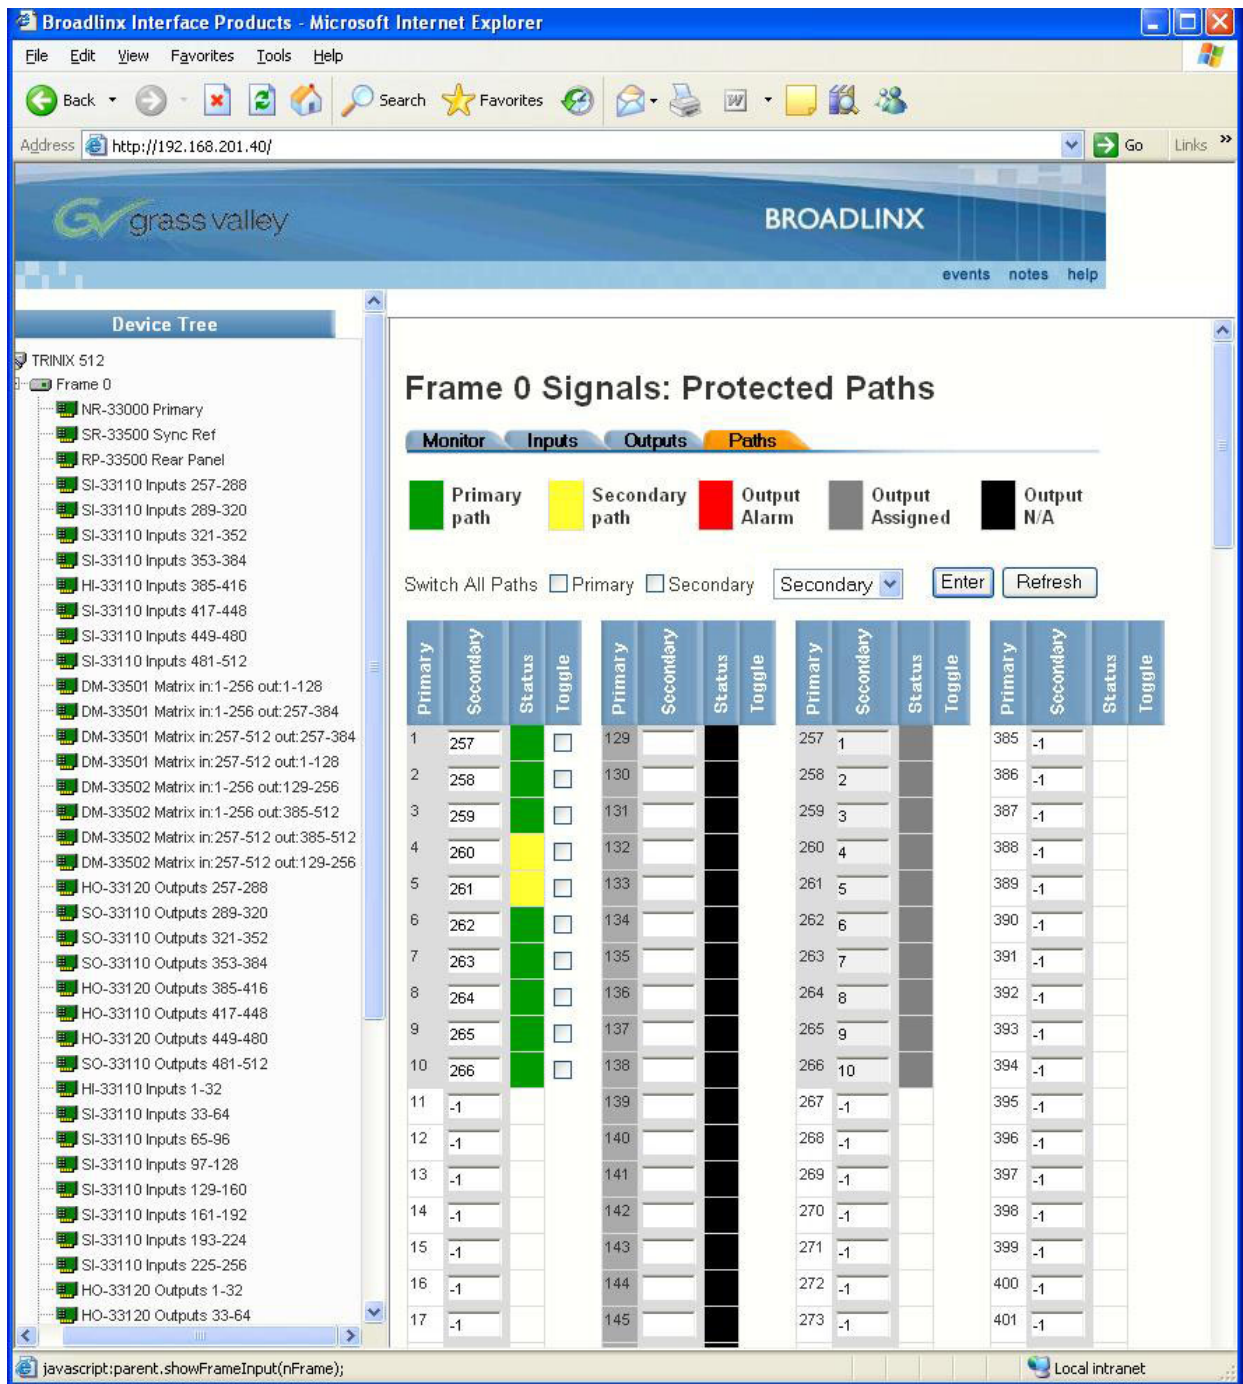 Broadlinx Interface Products - Microsoft Internet Explorer
File Edit View Favorites Tools Help
Back Search Favorites
Address http://192.168.201.40/ Go Links »
GV grass valley BROADLINX
events notes help
Device Tree
TRINIX 512
Frame 0
NR-33000 Primary
SR-33500 Sync Ref
RP-33500 Rear Panel
SI-33110 Inputs 257-288
SI-33110 Inputs 289-320
SI-33110 Inputs 321-352
SI-33110 Inputs 353-384
HI-33110 Inputs 385-416
SI-33110 Inputs 417-448
SI-33110 Inputs 449-480
SI-33110 Inputs 481-512
DM-33501 Matrix in:1-256 out:1-128
DM-33501 Matrix in:1-256 out:257-384
DM-33501 Matrix in:257-512 out:257-384
DM-33501 Matrix in:257-512 out:1-128
DM-33502 Matrix in:1-256 out:129-256
DM-33502 Matrix in:1-256 out:385-512
DM-33502 Matrix in:257-512 out:385-512
DM-33502 Matrix in:257-512 out:129-256
HO-33120 Outputs 257-288
SO-33110 Outputs 289-320
SO-33110 Outputs 321-352
SO-33110 Outputs 353-384
HO-33120 Outputs 385-416
HO-33110 Outputs 417-448
HO-33120 Outputs 449-480
SO-33110 Outputs 481-512
HI-33110 Inputs 1-32
SI-33110 Inputs 33-64
SI-33110 Inputs 65-96
SI-33110 Inputs 97-128
SI-33110 Inputs 129-160
SI-33110 Inputs 161-192
SI-33110 Inputs 193-224
SI-33110 Inputs 225-256
HO-33120 Outputs 1-32
HO-33120 Outputs 33-64
Frame 0 Signals: Protected Paths
Monitor Inputs Outputs Paths
Primary path
Secondary path
Output Alarm
Output Assigned
Output N/A
Switch All Paths Primary Secondary Secondary Enter Refresh
Primary Secondary Status Toggle Primary Secondary Status Toggle Primary Secondary Status Toggle Primary Secondary Status Toggle
1 257 129 257 1 385 -1
2 258 130 258 2 386 -1
3 259 131 259 3 387 -1
4 260 132 260 4 388 -1
5 261 133 261 5 389 -1
6 262 134 262 6 390 -1
7 263 135 263 7 391 -1
8 264 136 264 8 392 -1
9 265 137 265 9 393 -1
10 266 138 266 10 394 -1
11 -1 139 267 -1 395 -1
12 -1 140 268 -1 396 -1
13 -1 141 269 -1 397 -1
14 -1 142 270 -1 398 -1
15 -1 143 271 -1 399 -1
16 -1 144 272 -1 400 -1
17 -1 145 273 -1 401 -1
javascript:parent.showFrameInput(nFrame); Local intranet